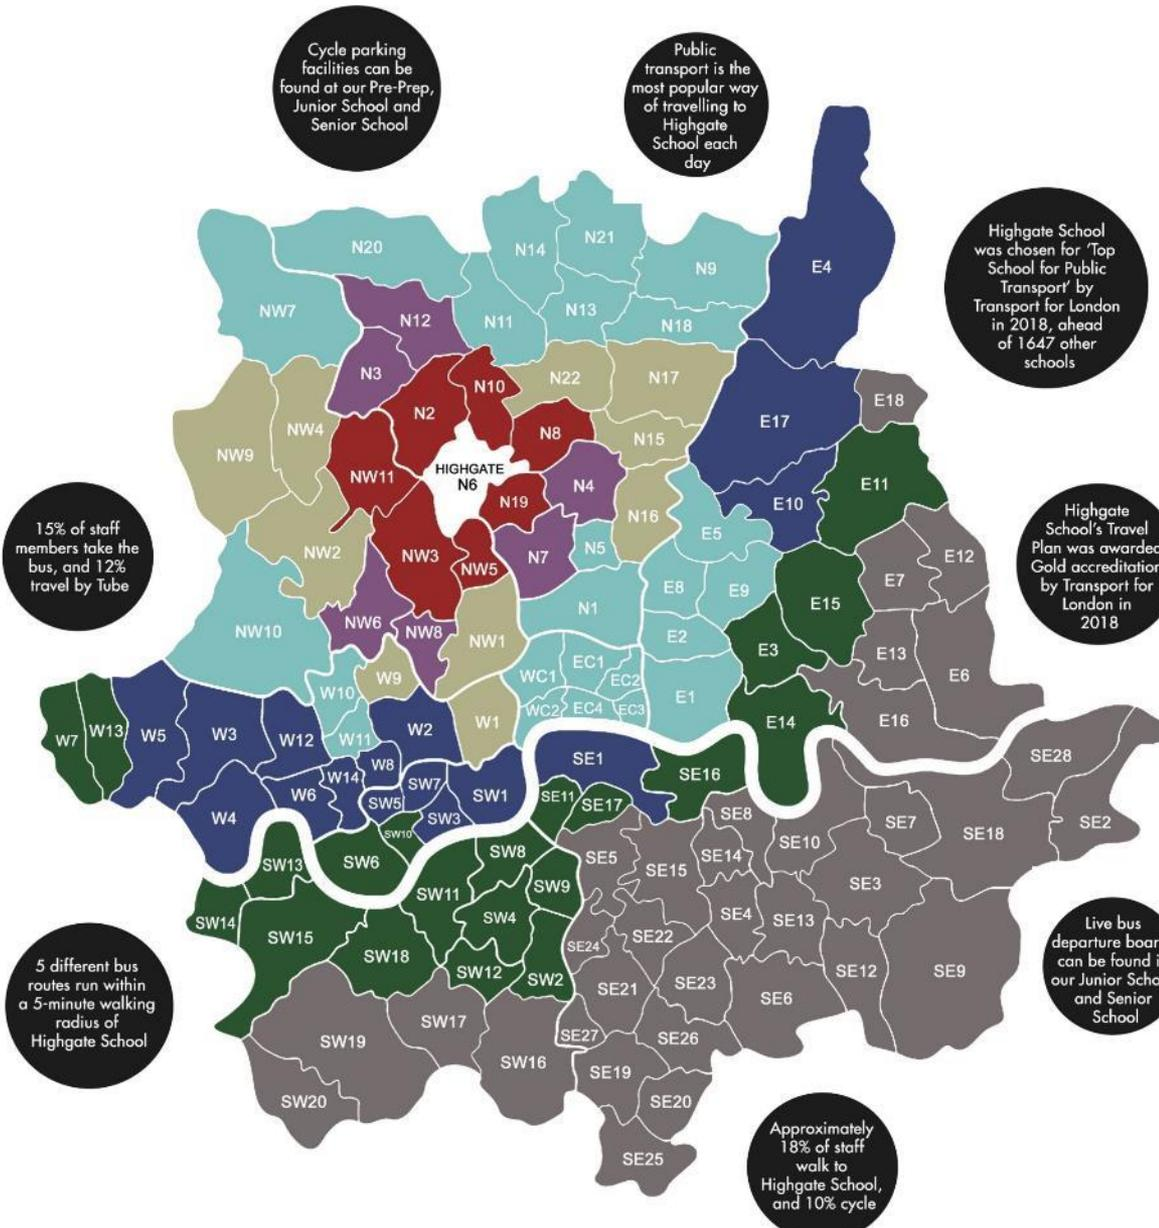 Cycle parking
facilities can be
found at our Pre-Prep,
Junior School and
Senior School
Public
transport is the
most popular way
of travelling to
Highgate
School each
day
Highgate School
was chosen for 'Top
School for Public
Transport' by
Transport for London
in 2018, ahead
of 1647 other
schools
N20
N14
N21
N9
E4
NW7
N12
N11
N13
N18
N3
N10
N22
N17
E18
N2
E17
NW4
N8
N15
NW9
HIGHGATE
N6
NW11
N4
E11
N19
E10
N16
15% of staff
members take the
bus, and 12%
travel by Tube
Highgate
School's Travel
Plan was awarded
Gold accreditation
by Transport for
London in
2018
NW2
NW3
NW5
N7
N5
E5
E12
E7
E8
E9
E15
N1
NW10
NW6
NW8
NW1
E2
E3
E13
E6
WC1
EC1
EC2
W10
W9
E1
WC2
EC4
EC3
E14
E16
W7
W13
W5
W3
W12
W11
W2
W1
SE1
SE16
SE28
W8
W14
SW7
W6
SW5
SW1
SE11
SE17
W4
SW3
SE8
SE7
SE18
SE2
SW10
SW13
SW6
SW8
SE5
SE15
SE14
SE10
SW11
SW9
SE3
SW14
SW15
SW4
SE4
SE13
SW18
SE24
SE22
SW12
SW2
SE21
SE23
SE6
SE12
SE9
5 different bus
routes run within
a 5-minute walking
radius of
Highgate School
Live bus
departure
can be found
our Junior
and Senior
School
SW17
SW19
SW16
SE27
SE26
SE19
SW20
SE20
SE25
Approximately
18% of staff
walk to
Highgate School,
and 10% cycle